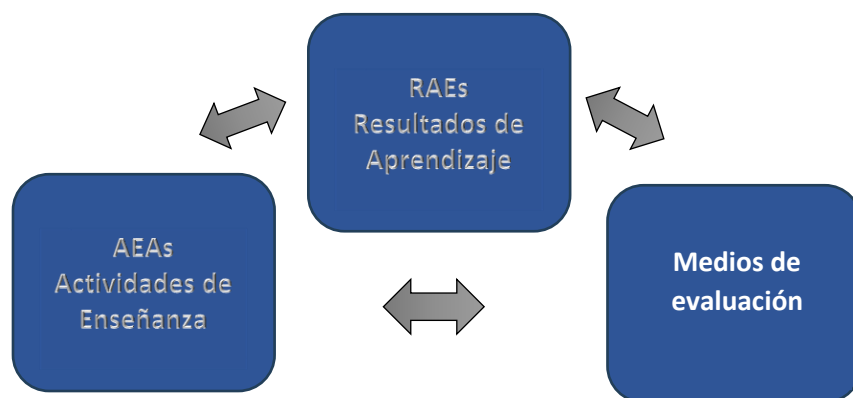 RAEs
Resultados de
Aprendizaje
AEAs
Actividades de
Enseñanza
Medios de
evaluación